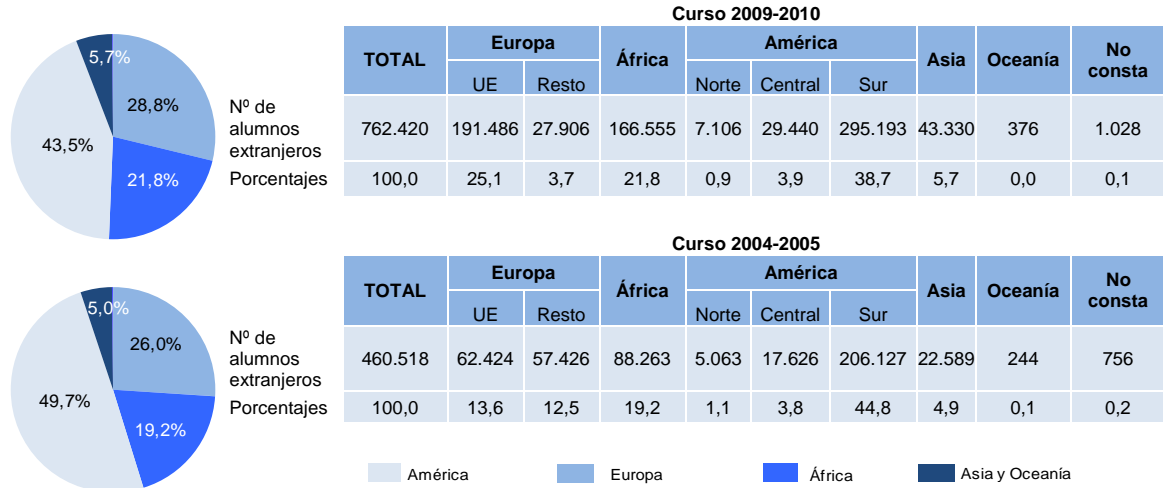 Curso 2009-2010
5,7%
28,8%
43,5%
21,8%
TOTAL Europa África América Asia Oceanía No consta
UE Resto Norte Central Sur
Nº de alumnos extranjeros 762.420 191.486 27.906 166.555 7.106 29.440 295.193 43.330 376 1.028
Porcentajes 100,0 25,1 3,7 21,8 0,9 3,9 38,7 5,7 0,0 0,1
Curso 2004-2005
5,0%
26,0%
49,7%
19,2%
TOTAL Europa África América Asia Oceanía No consta
UE Resto Norte Central Sur
Nº de alumnos extranjeros 460.518 62.424 57.426 88.263 5.063 17.626 206.127 22.589 244 756
Porcentajes 100,0 13,6 12,5 19,2 1,1 3,8 44,8 4,9 0,1 0,2
América Europa África Asia y Oceanía